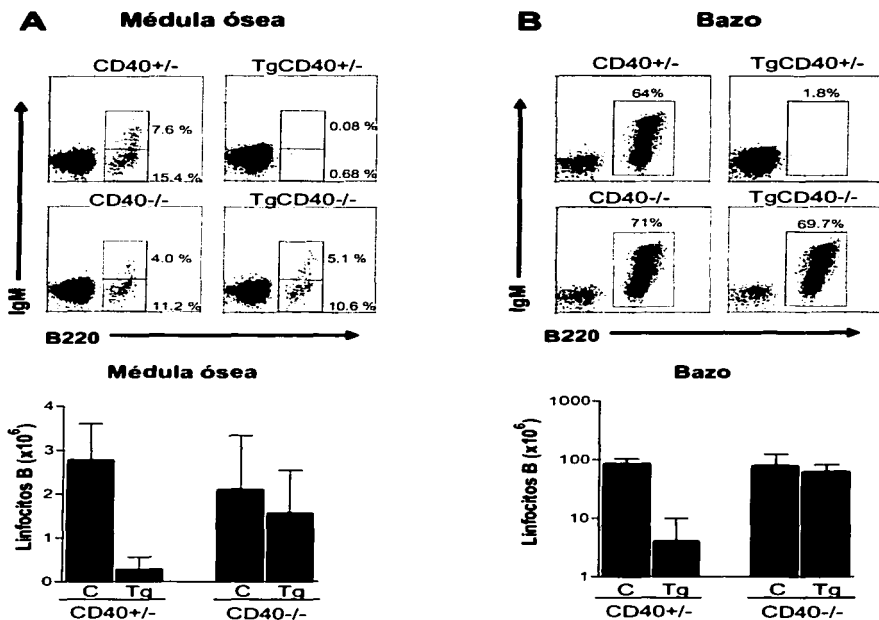 A Médula ósea
CD40+/- TgCD40+/-
7.6 %
15.4 %
0.08 %
0.68 %
CD40-/- TgCD40-/-
4.0 %
11.2 %
5.1 %
10.6 %
IgM
B220
B Bazo
CD40+/- TgCD40+/-
64% 1.8%
CD40-/- TgCD40-/-
71% 69.7%
IgM
B220
Médula ósea
Linfocitos B (x10⁶)
4
3
2
1
0
C Tg C Tg
CD40+/- CD40-/-
Bazo
Linfocitos B (x10⁶)
1000
100
10
1
C Tg C Tg
CD40+/- CD40-/-